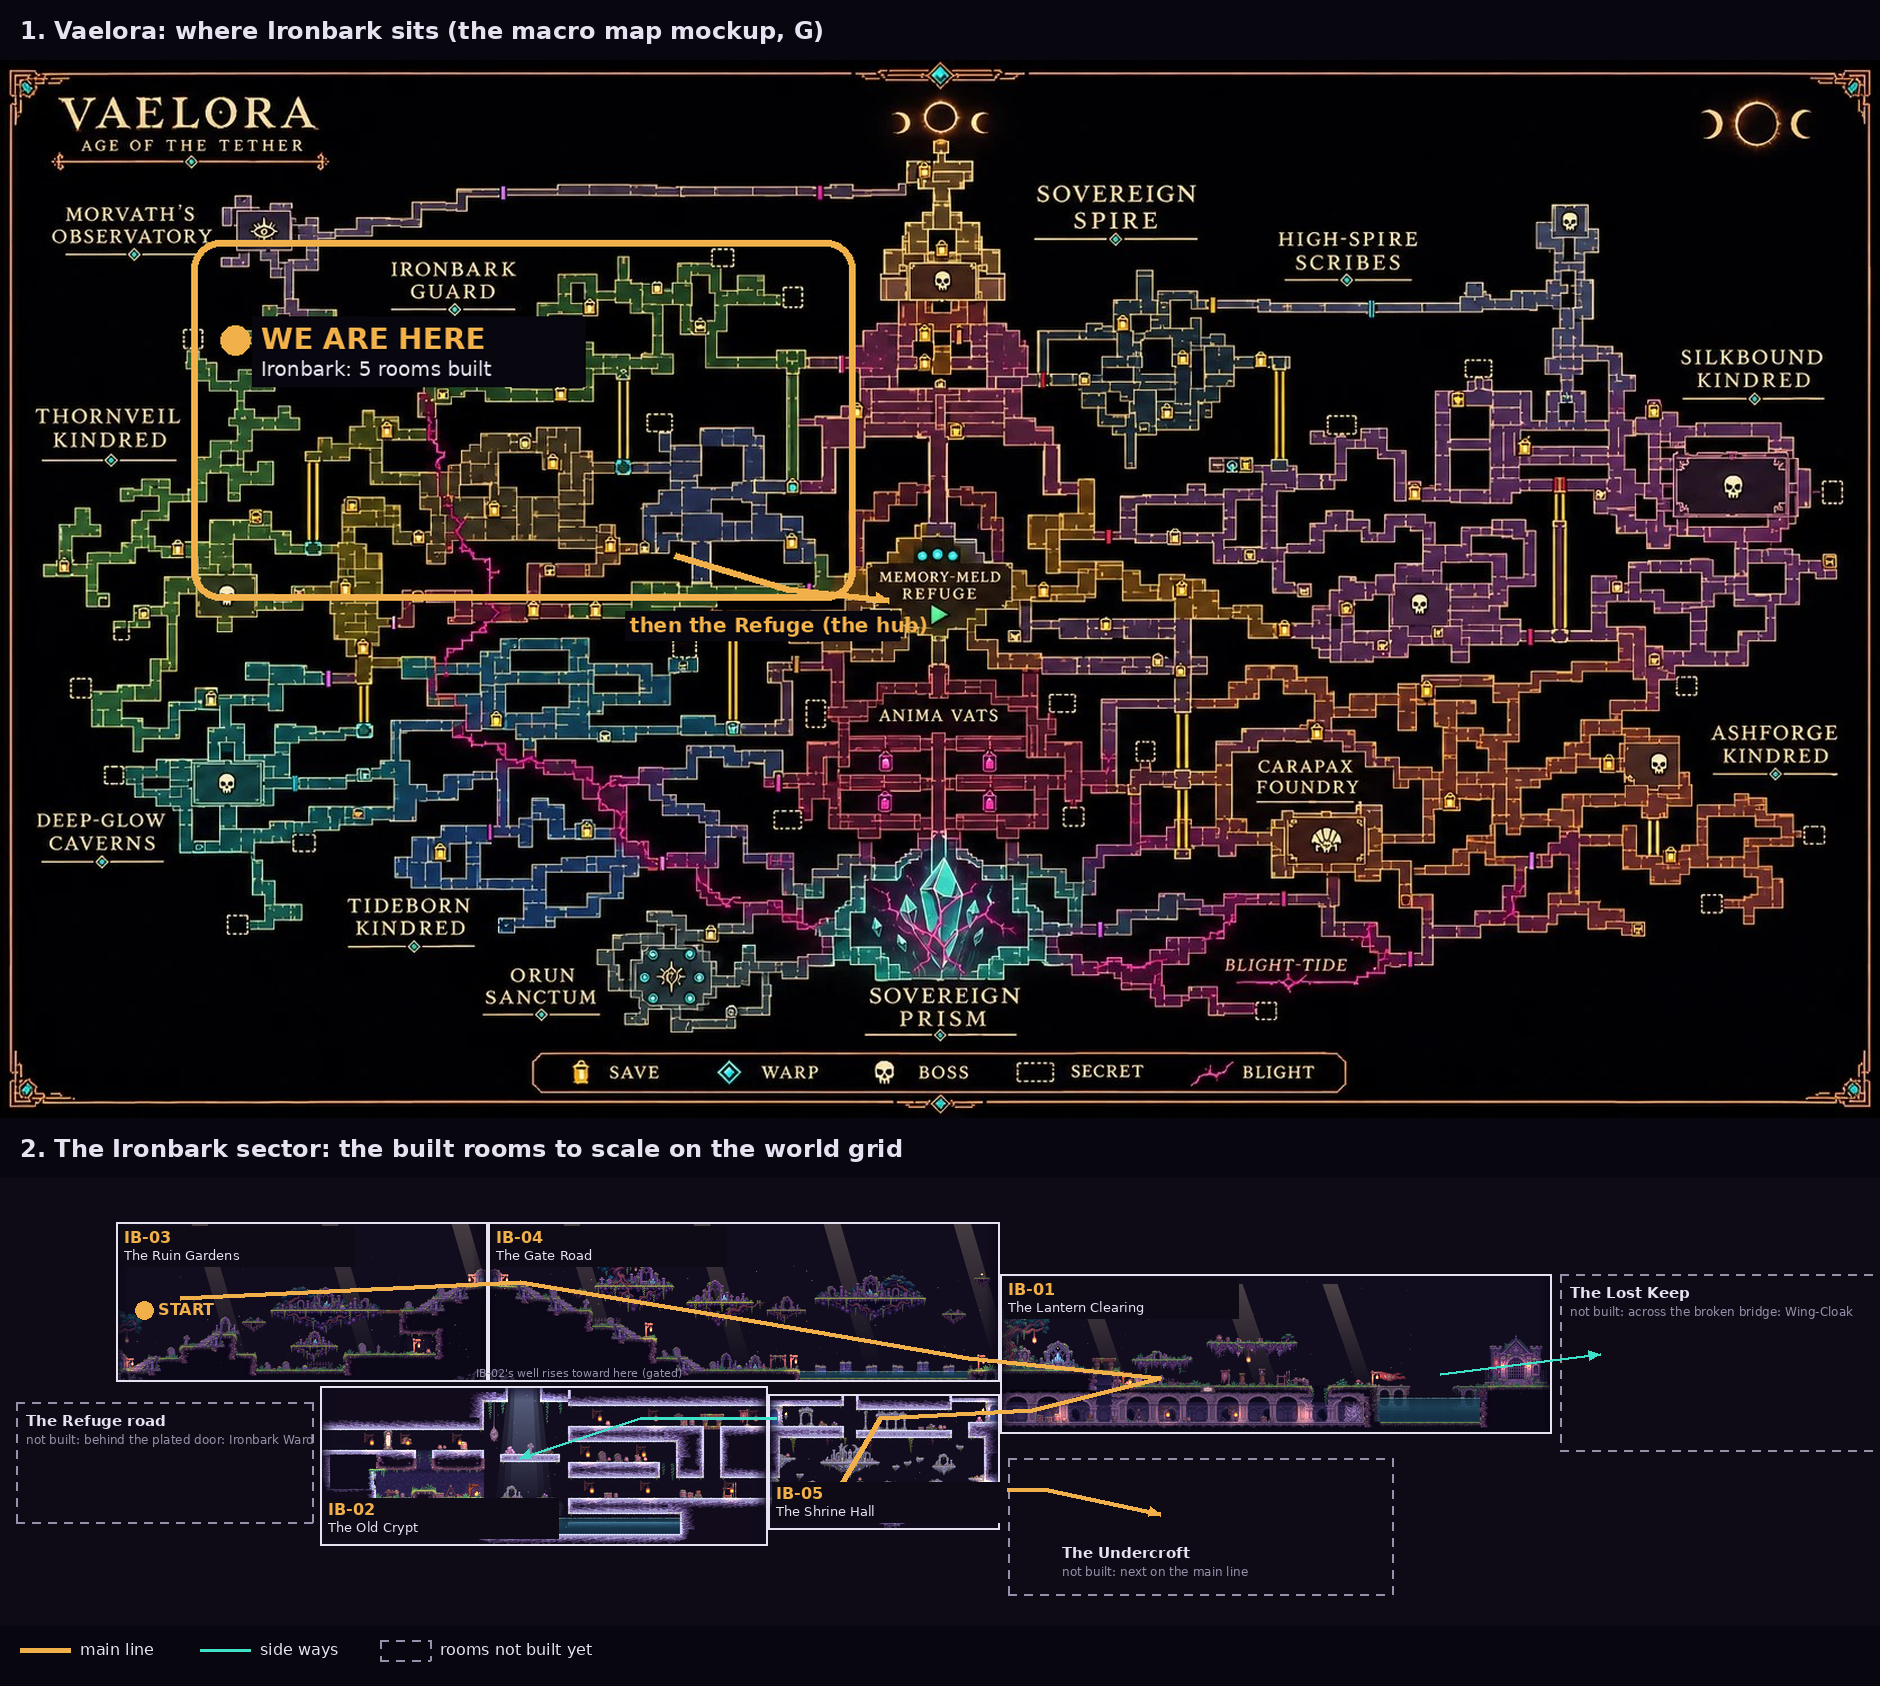 1. Vaelora: where Ironbark sits (the macro map mockup, G)
VAELORA
AGE OF THE TETHER
MORVATH'S
OBSERVATORY
SOVEREIGN
SPIRE
HIGH-SPIRE
SCRIBES
IRONBARK
GUARD
WE ARE HERE
Ironbark: 5 rooms built
SILKBOUND
KINDRED
THORNVEIL
KINDRED
MEMORY-MELD
REFUGE
then the Refuge (the hub)
ANIMA VATS
ASHFORGE
KINDRED
CARAPAX
FOUNDRY
DEEP-GLOW
CAVERNS
TIDEBORN
KINDRED
ORUN
SANCTUM
BLIGHT-TIDE
SOVEREIGN
PRISM
SAVE
WARP
BOSS
SECRET
BLIGHT
2. The Ironbark sector: the built rooms to scale on the world grid
IB-03
The Ruin Gardens
START
IB-04
The Gate Road
IB-02's well rises toward here (gated)
IB-01
The Lantern Clearing
The Lost Keep
not built: across the broken bridge: Wing-Cloak
The Refuge road
not built: behind the plated door: Ironbark Ward
IB-02
The Old Crypt
IB-05
The Shrine Hall
The Undercroft
not built: next on the main line
main line
side ways
rooms not built yet